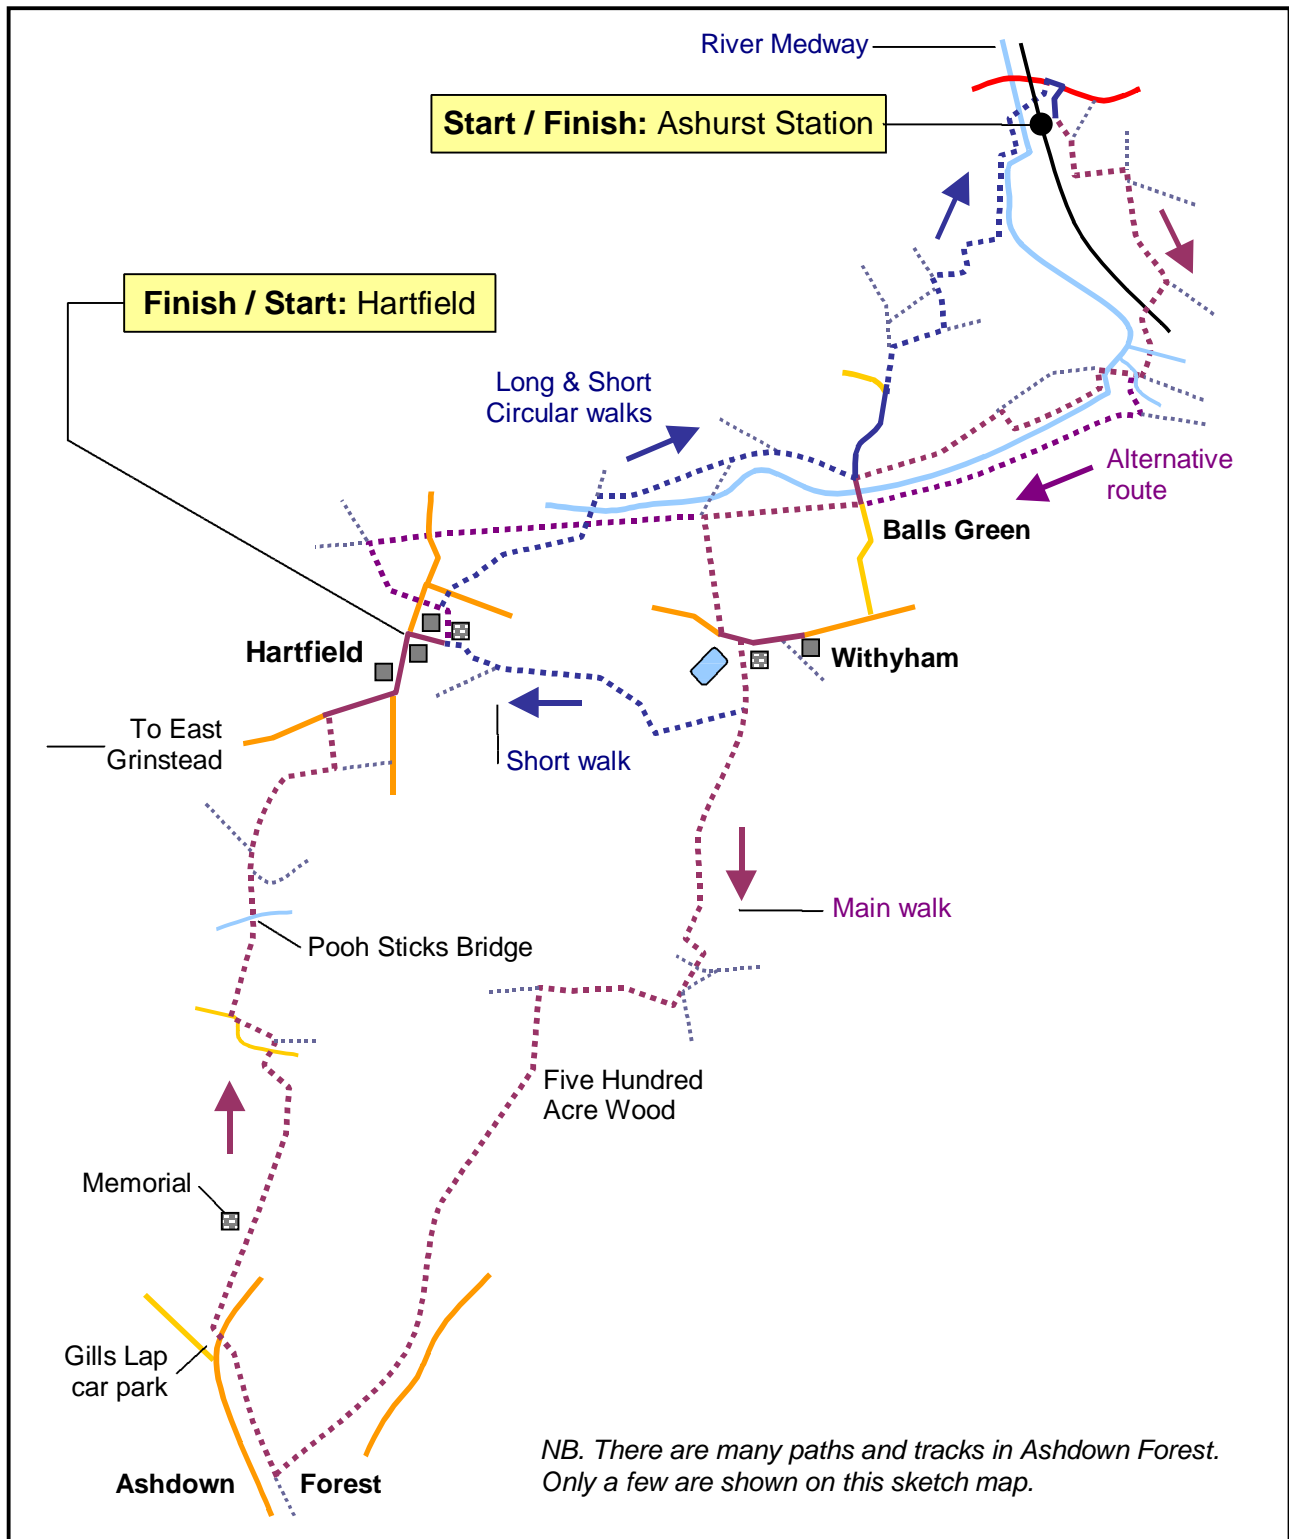 River Medway
Start / Finish: Ashurst Station
Finish / Start: Hartfield
Long & Short
Circular walks
Alternative
route
Balls Green
Hartfield
Withyham
To East
Grinstead
Short walk
Main walk
Pooh Sticks Bridge
Five Hundred
Acre Wood
Memorial
Gills Lap
car park
Ashdown Forest
NB. There are many paths and tracks in Ashdown Forest.
Only a few are shown on this sketch map.